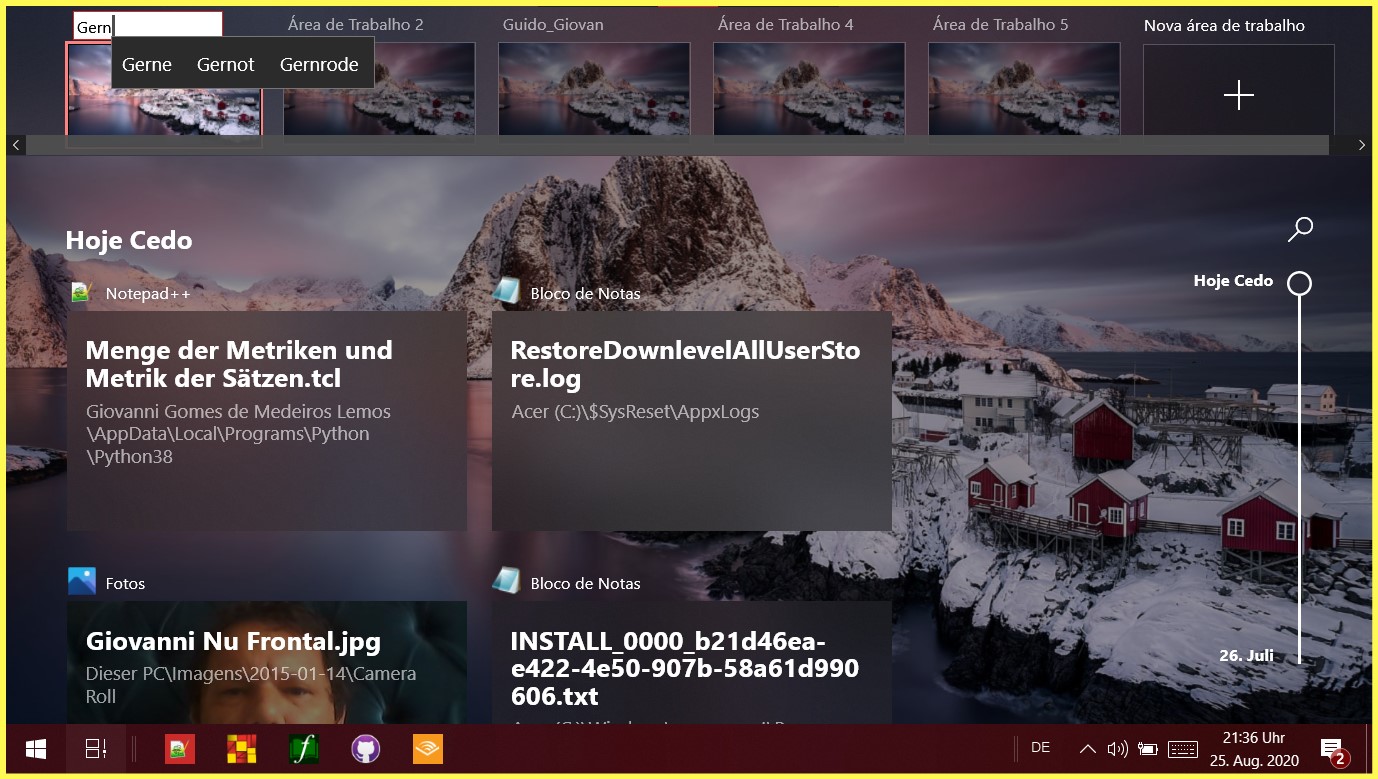 Gern
Área de Trabalho 2
Guido_Giovan
Área de Trabalho 4
Área de Trabalho 5
Nova área de trabalho
Gerne Gernot Gernrode
Hoje Cedo
Hoje Cedo
Notepad++
Menge der Metriken und
Metrik der Sätzen.tcl
Giovanni Gomes de Medeiros Lemos
\AppData\Local\Programs\Python
\Python38
Bloco de Notas
RestoreDownlevelAllUserSto
re.log
Acer (C:)\$SysReset\AppxLogs
Fotos
Giovanni Nu Frontal.jpg
Dieser PC\Imagens\2015-01-14\Camera
Roll
Bloco de Notas
INSTALL_0000_b21d46ea-
e422-4e50-907b-58a61d990
606.txt
26. Juli
DE
21:36 Uhr
25. Aug. 2020
2